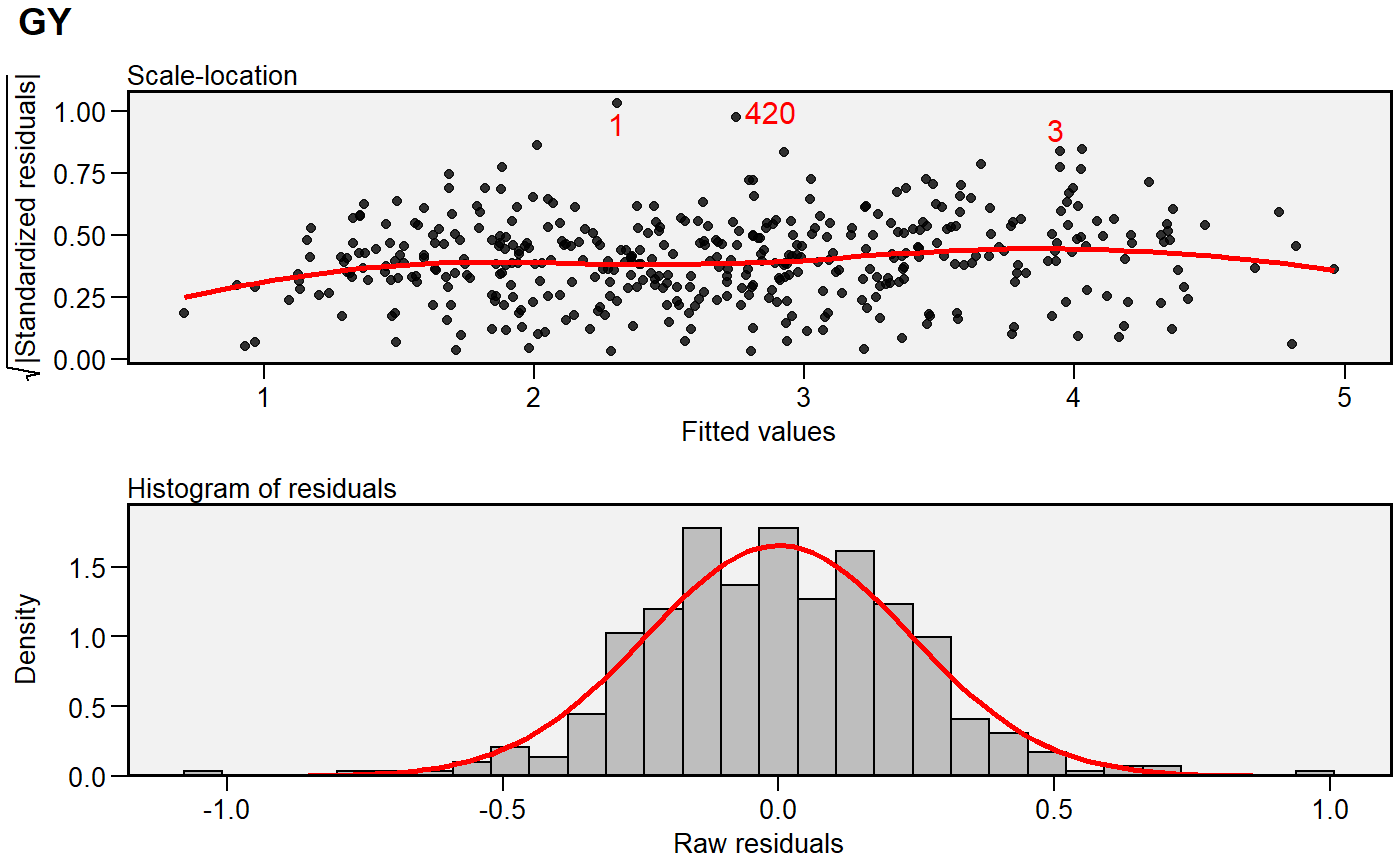 GY
Scale-location
√|Standardized residuals|
1.00
0.75
0.50
0.25
0.00
1
420
3
1 2 3 4 5
Fitted values
Histogram of residuals
Density
1.5
1.0
0.5
0.0
-1.0 -0.5 0.0 0.5 1.0
Raw residuals